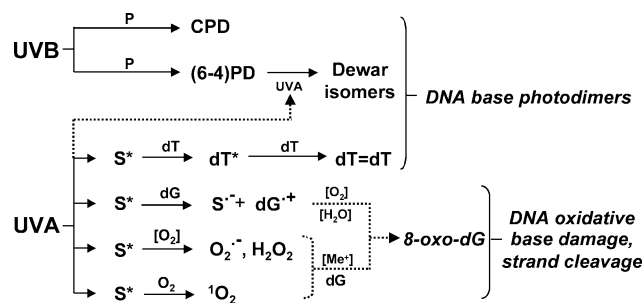 UVB
P
CPD
P
(6-4)PD
UVA
Dewar
isomers
DNA base photodimers
UVA
S* dT dT* dT dT=dT
S* dG S·- + dG·+ [O₂]
[H₂O]
S* [O₂] O₂·-, H₂O₂
[Me⁺]
dG
S* O₂ ¹O₂
8-oxo-dG
DNA oxidative
base damage,
strand cleavage